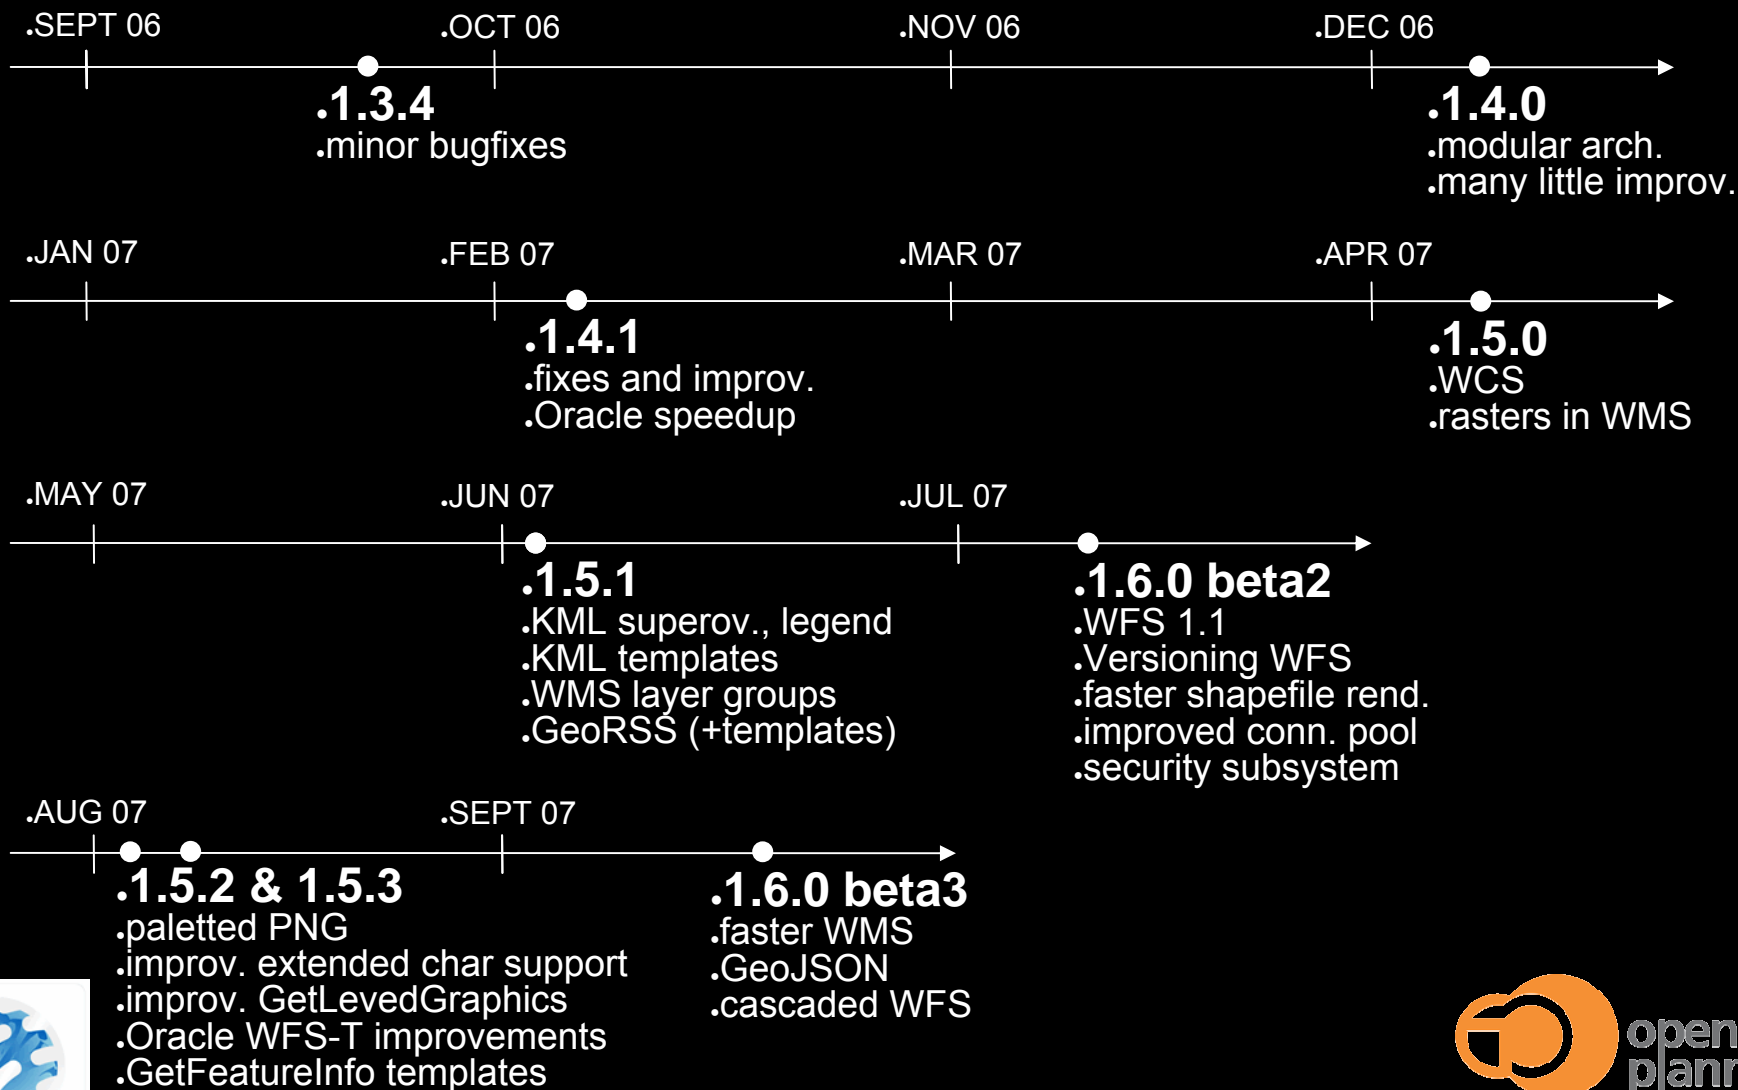 .SEPT 06
.OCT 06
.NOV 06
.DEC 06
.1.3.4
.minor bugfixes
.1.4.0
.modular arch.
.many little improv.
.JAN 07
.FEB 07
.MAR 07
.APR 07
.1.4.1
.fixes and improv.
.Oracle speedup
.1.5.0
.WCS
.rasters in WMS
.MAY 07
.JUN 07
.JUL 07
.1.5.1
.KML superov., legend
.KML templates
.WMS layer groups
.GeoRSS (+templates)
.1.6.0 beta2
.WFS 1.1
.Versioning WFS
.faster shapefile rend.
.improved conn. pool
.security subsystem
.AUG 07
.SEPT 07
.1.5.2 & 1.5.3
.paletted PNG
.improv. extended char support
.improv. GetLevedGraphics
.Oracle WFS-T improvements
.GetFeatureInfo templates
.1.6.0 beta3
.faster WMS
.GeoJSON
.cascaded WFS
open